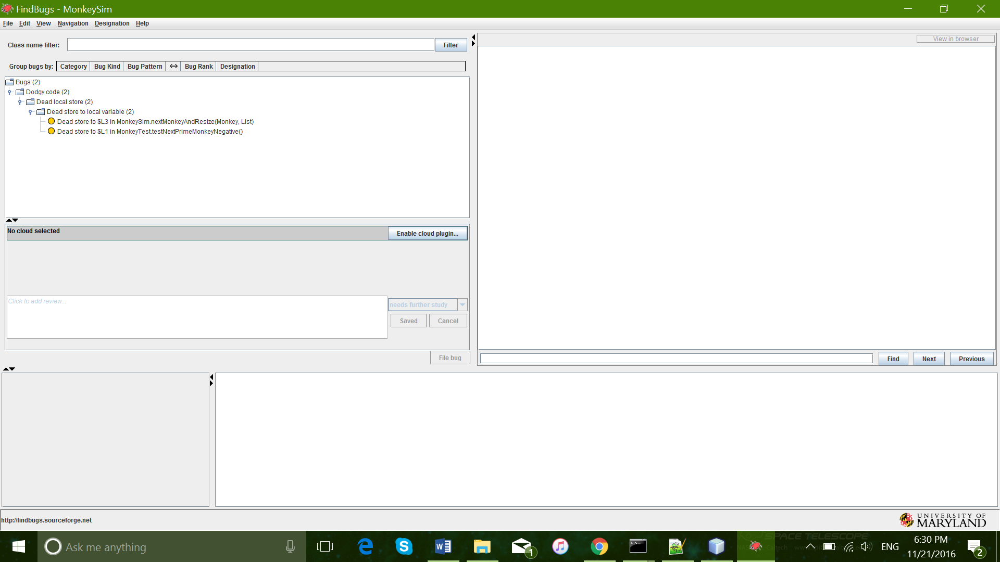 FindBugs - MonkeySim
File Edit View Navigation Designation Help
Class name filter:
Filter
View in browser
Group bugs by: Category Bug Kind Bug Pattern Bug Rank Designation
Bugs (2)
Dodgy code (2)
Dead local store (2)
Dead store to local variable (2)
Dead store to $L3 in MonkeySim.nextMonkeyAndResize(Monkey, List)
Dead store to $L1 in MonkeyTest.testNextPrimeMonkeyNegative()
No cloud selected
Enable cloud plugin...
Click to add review...
needs further study
Saved Cancel
File bug
Find Next Previous
http://findbugs.sourceforge.net
UNIVERSITY OF
MARYLAND
Ask me anything
1
SPACE TELESCOPE
ENG
6:30 PM
11/21/2016
2